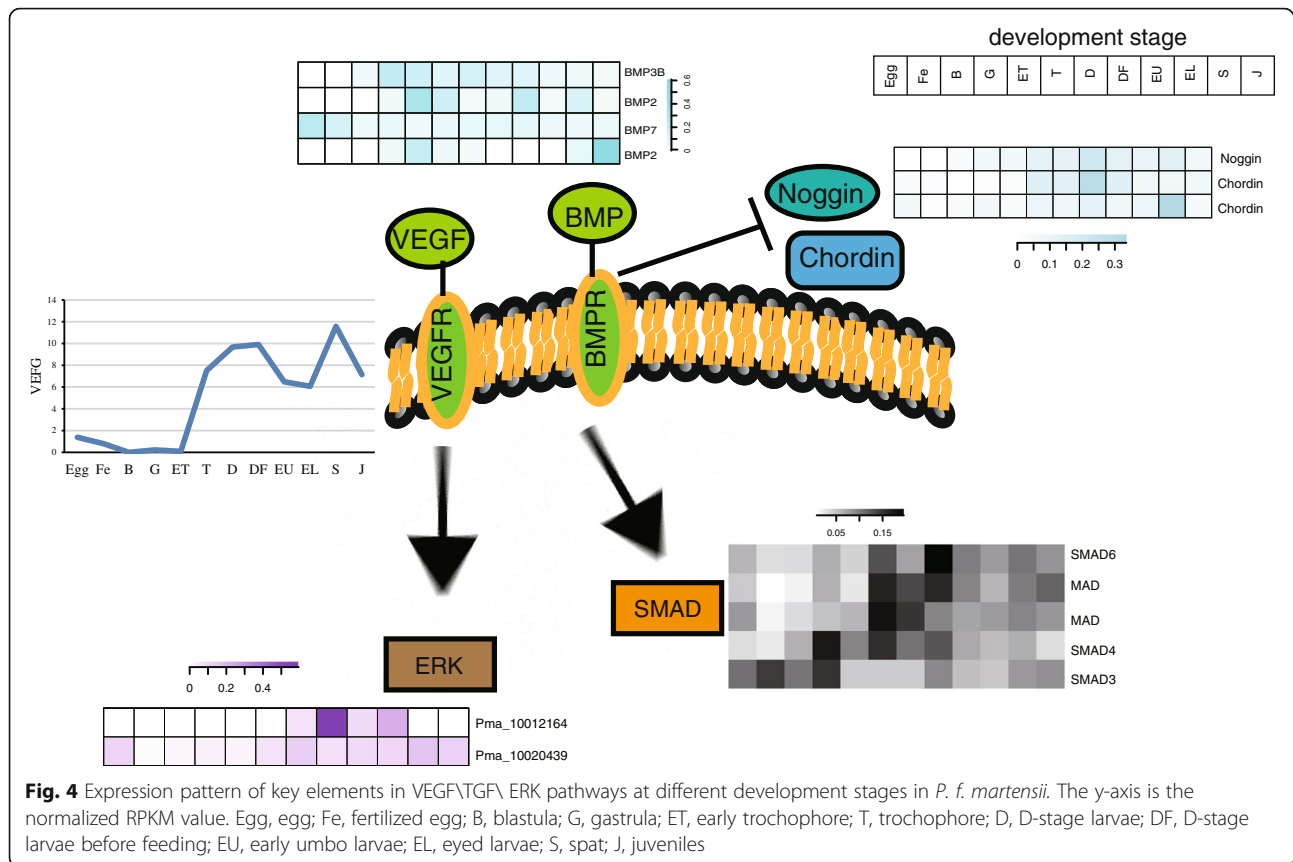 development stage
Egg Fe B G ET T D DF EU EL S J
BMP3B
BMP2
BMP7
BMP2
0 0.2 0.4 0.6
Noggin
Chordin
Chordin
0 0.1 0.2 0.3
VEGF
BMP
Noggin
Chordin
VEGFR
BMPR
VEFG
14
12
10
8
6
4
2
0
Egg Fe B G ET T D DF EU EL S J
0.05 0.15
SMAD
SMAD6
MAD
MAD
SMAD4
SMAD3
ERK
0 0.2 0.4
Pma_10012164
Pma_10020439
Fig. 4 Expression pattern of key elements in VEGF\TGF\ ERK pathways at different development stages in P. f. martensii. The y-axis is the
normalized RPKM value. Egg, egg; Fe, fertilized egg; B, blastula; G, gastrula; ET, early trochophore; T, trochophore; D, D-stage larvae; DF, D-stage
larvae before feeding; EU, early umbo larvae; EL, eyed larvae; S, spat; J, juveniles